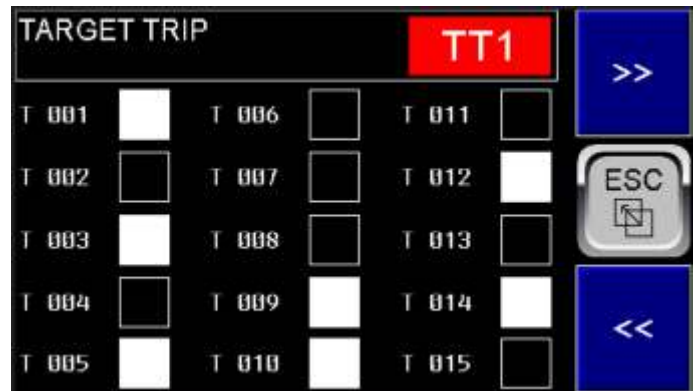 TARGET TRIP TT1 >>
T 001 T 006 T 011
T 002 T 007 T 012 ESC
T 003 T 008 T 013
T 004 T 009 T 014 <<
T 005 T 010 T 015